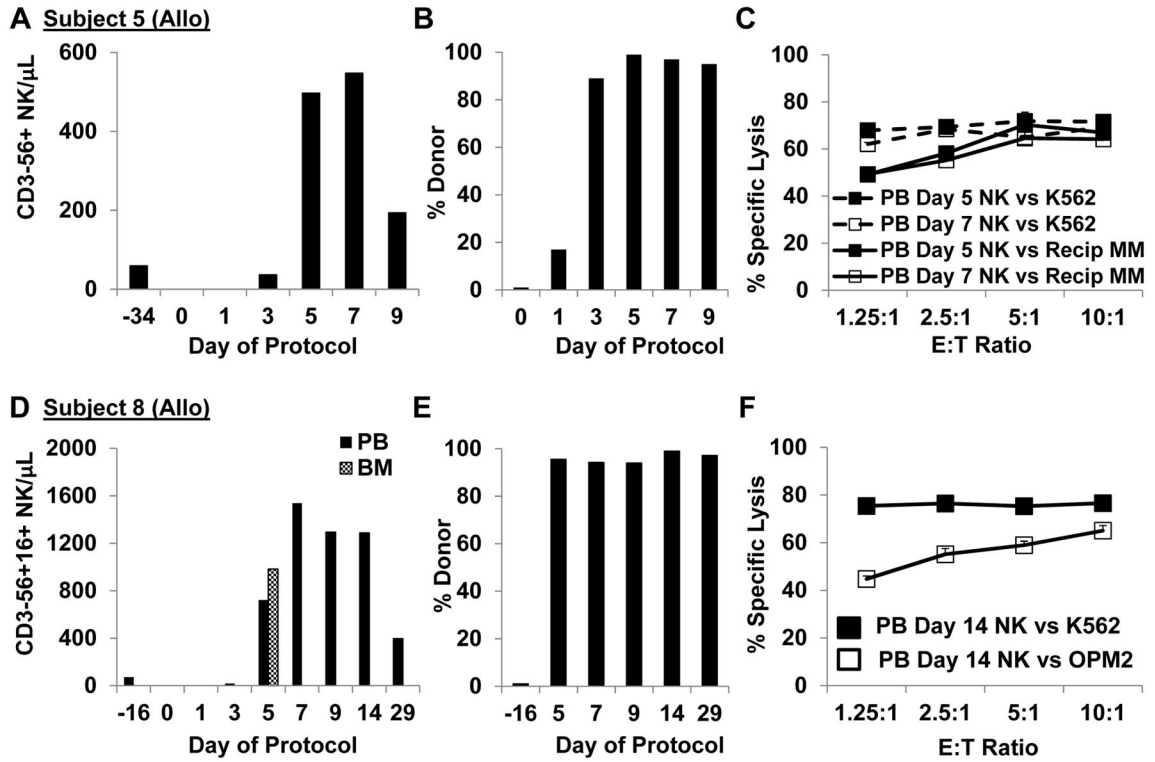 A Subject 5 (Allo)
CD3-56+ NK/µL
600
400
200
0
-34 0 1 3 5 7 9
Day of Protocol
B
% Donor
100
80
60
40
20
0
0 1 3 5 7 9
Day of Protocol
C
% Specific Lysis
100
80
60
40
20
0
PB Day 5 NK vs K562
PB Day 7 NK vs K562
PB Day 5 NK vs Recip MM
PB Day 7 NK vs Recip MM
1.25:1 2.5:1 5:1 10:1
E:T Ratio
D Subject 8 (Allo)
CD3-56+16+ NK/µL
2000
1600
1200
800
400
0
PB
BM
-16 0 1 3 5 7 9 14 29
Day of Protocol
E
% Donor
100
80
60
40
20
0
-16 5 7 9 14 29
Day of Protocol
F
% Specific Lysis
100
80
60
40
20
0
PB Day 14 NK vs K562
PB Day 14 NK vs OPM2
1.25:1 2.5:1 5:1 10:1
E:T Ratio